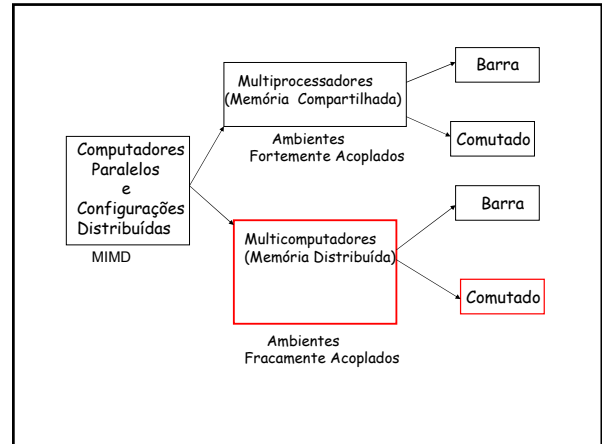 Computadores
Paralelos
e
Configurações
Distribuídas
MIMD
Multiprocessadores
(Memória Compartilhada)
Ambientes
Fortemente Acoplados
Barra
Comutado
Multicomputadores
(Memória Distribuída)
Ambientes
Fracamente Acoplados
Barra
Comutado